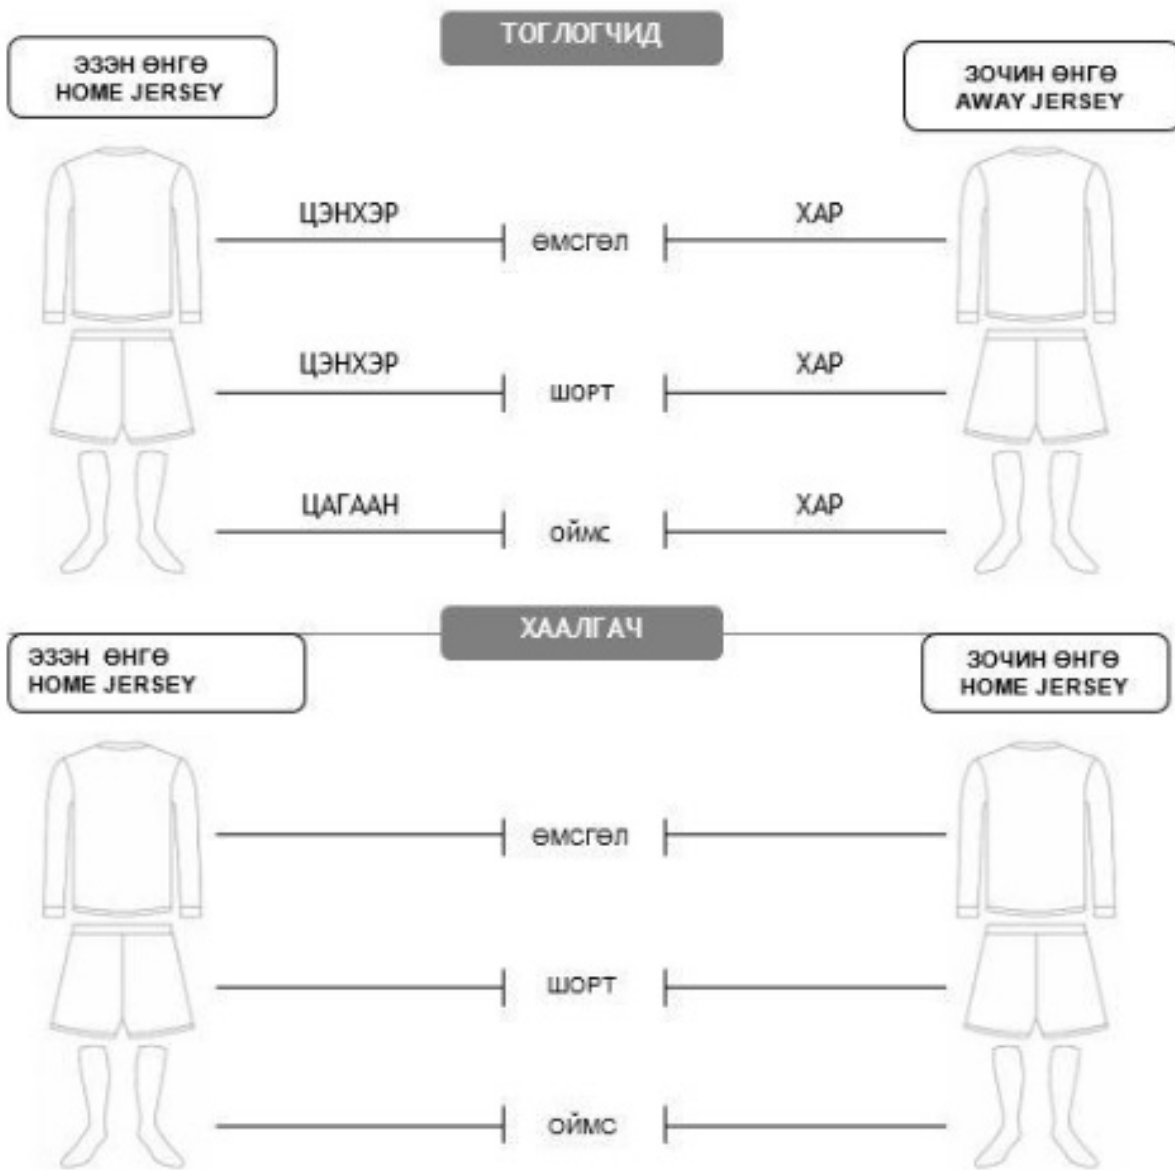 ТОГЛОГЧИД
ЭЗЭН ӨНГӨ
HOME JERSEY
ЗОЧИН ӨНГӨ
AWAY JERSEY
ЦЭНХЭР ӨМСГӨЛ ХАР
ЦЭНХЭР ШОРТ ХАР
ЦАГААН ОЙМС ХАР
ХААЛГАЧ
ЭЗЭН ӨНГӨ
HOME JERSEY
ЗОЧИН ӨНГӨ
HOME JERSEY
ӨМСГӨЛ
ШОРТ
ОЙМС